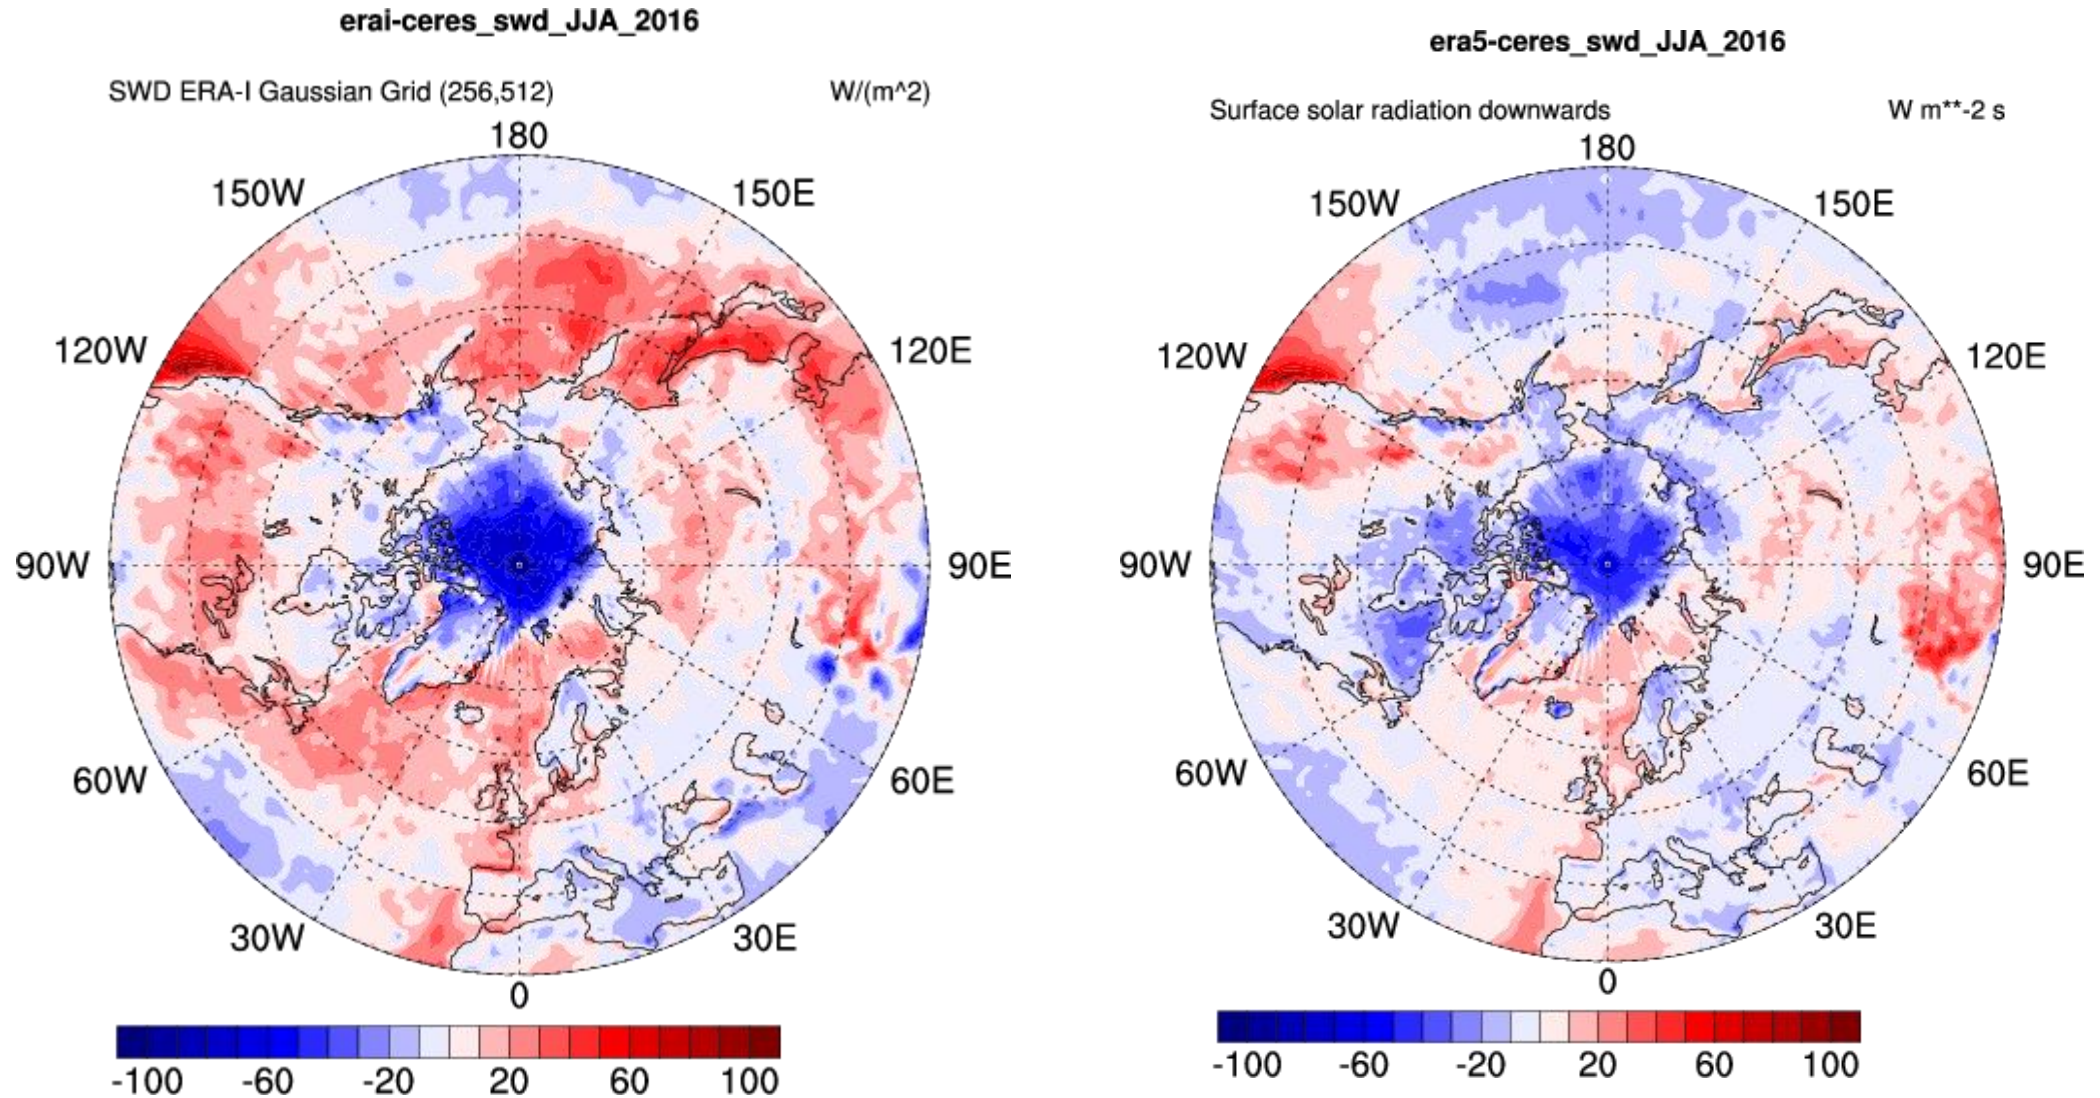 erai-ceres_swd_JJA_2016
SWD ERA-I Gaussian Grid (256,512) W/(m^2)
180
150W 150E
120W 120E
90W 90E
60W 60E
30W 30E
0
-100 -60 -20 20 60 100
era5-ceres_swd_JJA_2016
Surface solar radiation downwards W m**-2 s
180
150W 150E
120W 120E
90W 90E
60W 60E
30W 30E
0
-100 -60 -20 20 60 100